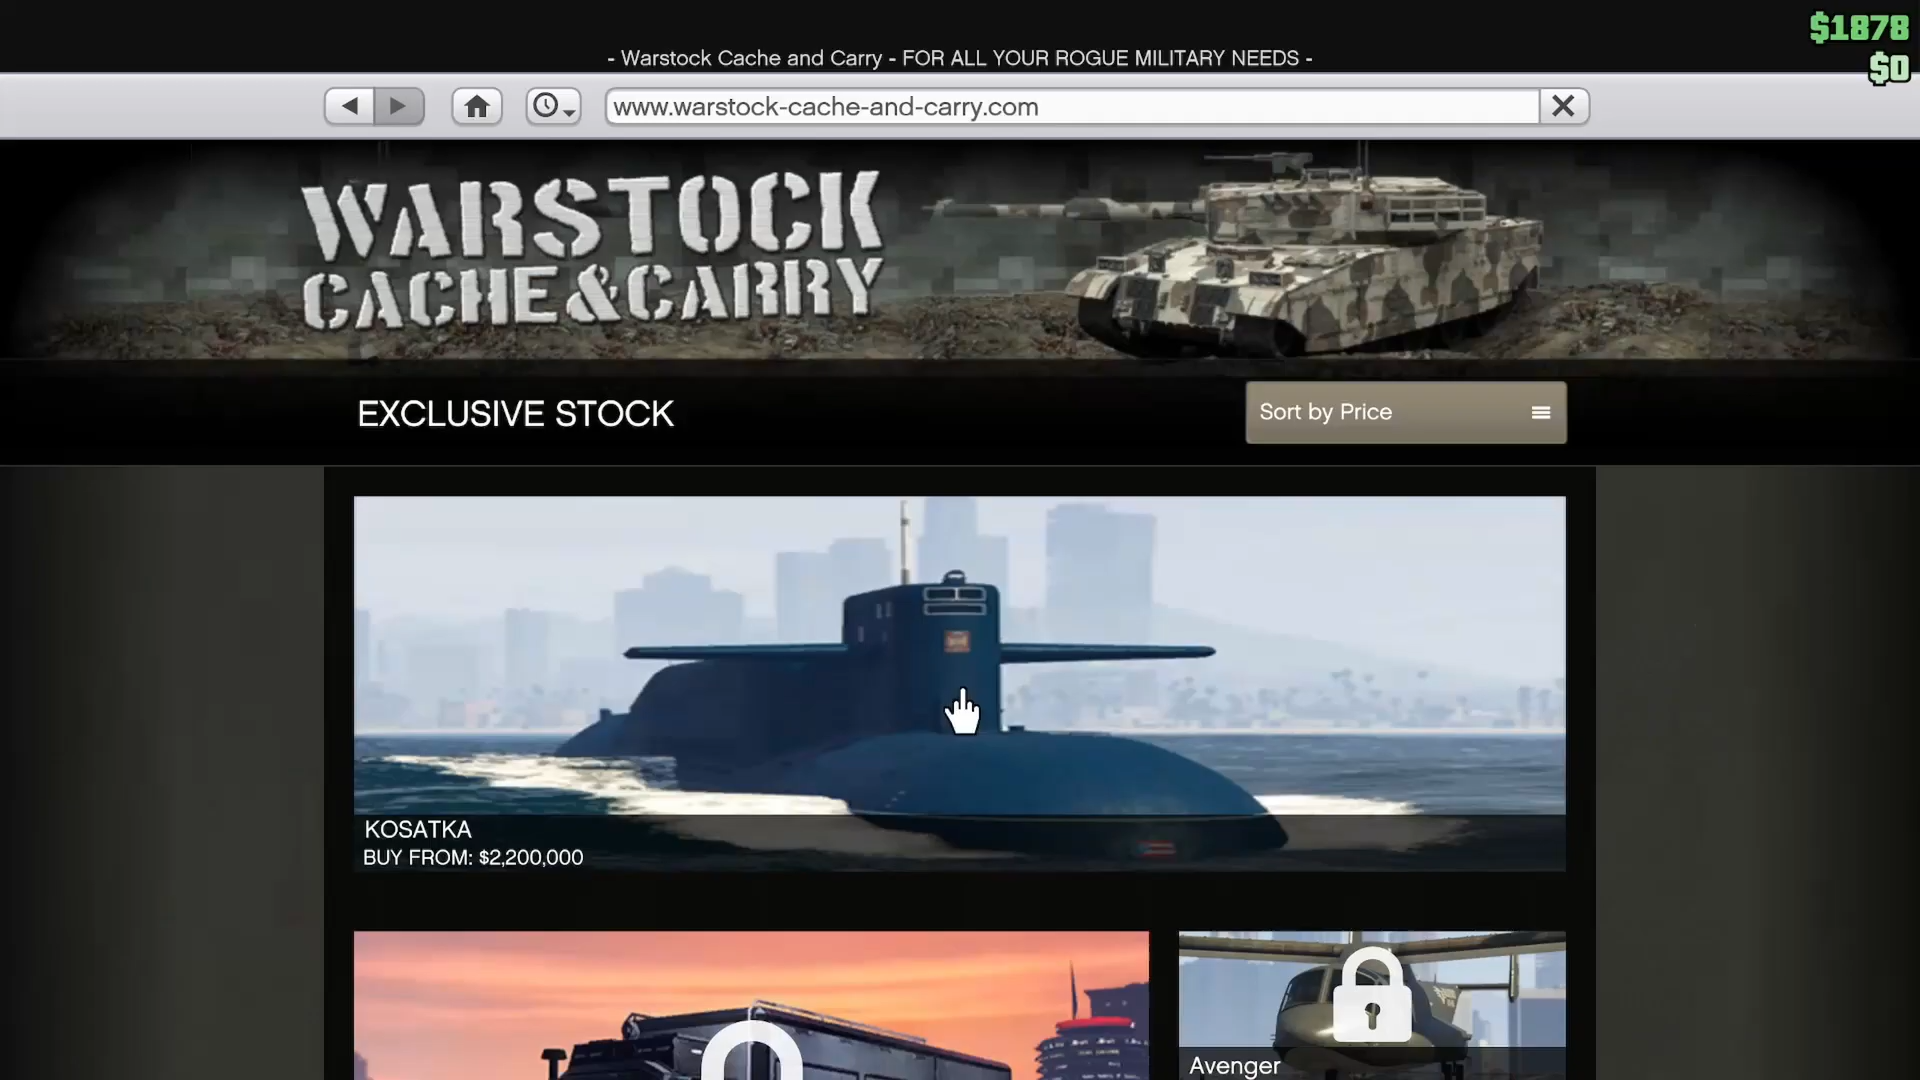 $1878
- Warstock Cache and Carry - FOR ALL YOUR ROGUE MILITARY NEEDS -
$0
www.warstock-cache-and-carry.com
WARSTOCK
CACHE & CARRY
EXCLUSIVE STOCK
Sort by Price
KOSATKA
BUY FROM: $2,200,000
Avenger